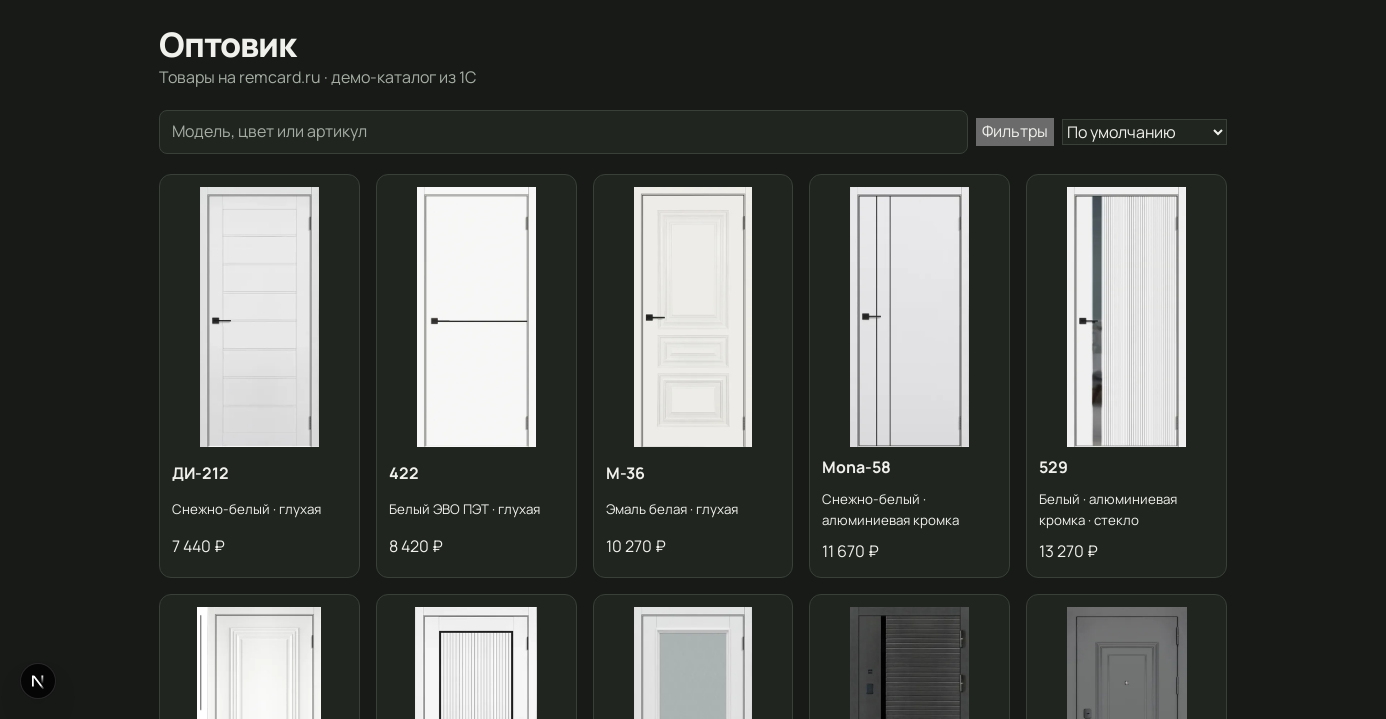 Оптовик
Товары на remcard.ru · демо-каталог из 1С
Модель, цвет или артикул
Фильтры
По умолчанию
ДИ-212
Снежно-белый · глухая
7 440 ₽
422
Белый ЭВО ПЭТ · глухая
8 420 ₽
М-36
Эмаль белая · глухая
10 270 ₽
Mona-58
Снежно-белый ·
алюминиевая кромка
11 670 ₽
529
Белый · алюминиевая
кромка · стекло
13 270 ₽
N